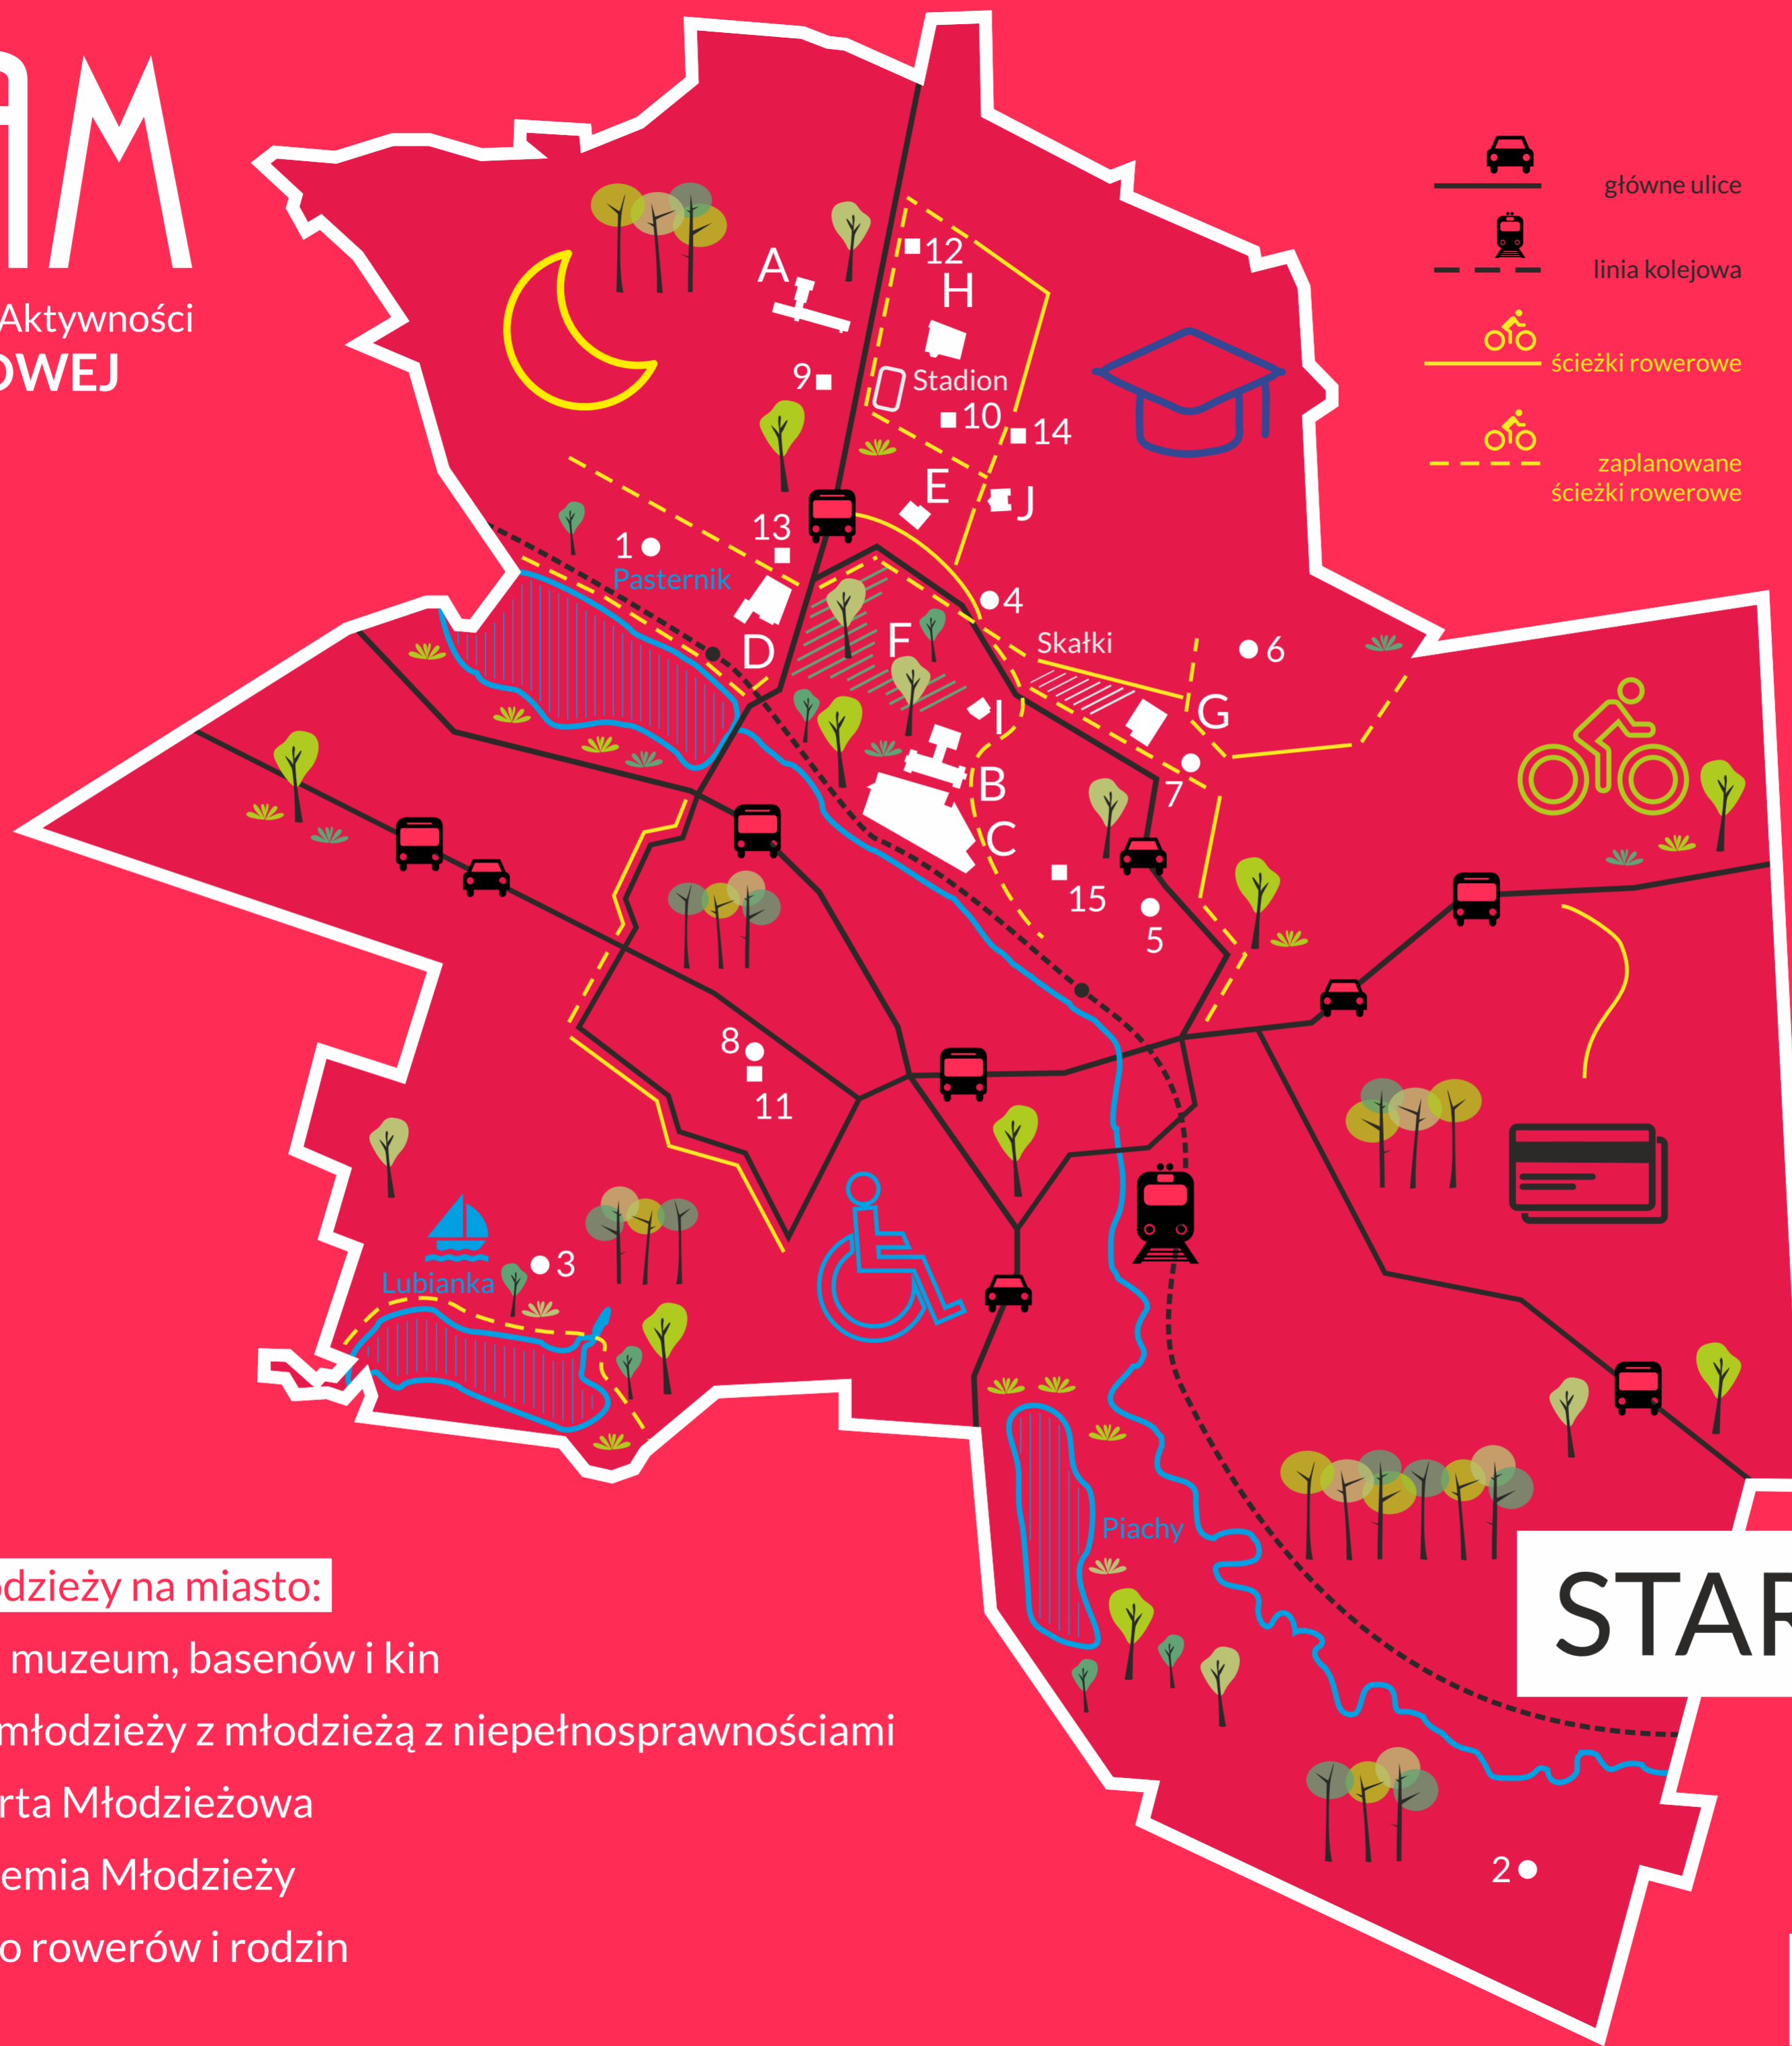 AM
Aktywności
OWEJ
główne ulice
linia kolejowa
ścieżki rowerowe
zaplanowane
ścieżki rowerowe
12
A
H
9
Stadion
10
14
E
J
13
1
Pasternik
4
F
Skałki
6
D
I
G
B
7
C
15
5
8
11
3
Lubianka
Piachy
STAR
2
odzieży na miasto:
muzeum, basenów i kin
młodzieży z młodzieżą z niepełnosprawnościami
rta Młodzieżowa
emia Młodzieży
o rowerów i rodzin